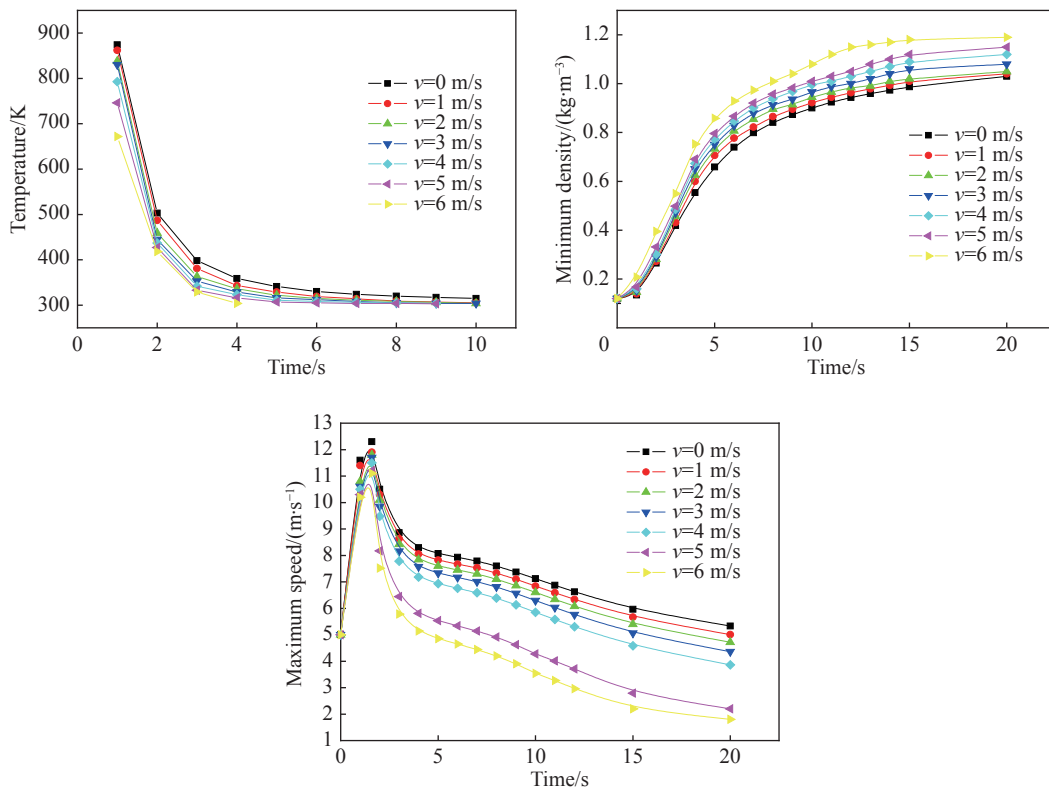 900
800
700
600
500
400
300
0
2
4
6
8
10
Temperature/K
Time/s
v=0 m/s
v=1 m/s
v=2 m/s
v=3 m/s
v=4 m/s
v=5 m/s
v=6 m/s
1.2
1.0
0.8
0.6
0.4
0.2
0
5
10
15
20
Minimum density/(kg·m−3)
Time/s
v=0 m/s
v=1 m/s
v=2 m/s
v=3 m/s
v=4 m/s
v=5 m/s
v=6 m/s
13
12
11
10
9
8
7
6
5
4
3
2
1
0
5
10
15
20
Maximum speed/(m·s−1)
Time/s
v=0 m/s
v=1 m/s
v=2 m/s
v=3 m/s
v=4 m/s
v=5 m/s
v=6 m/s